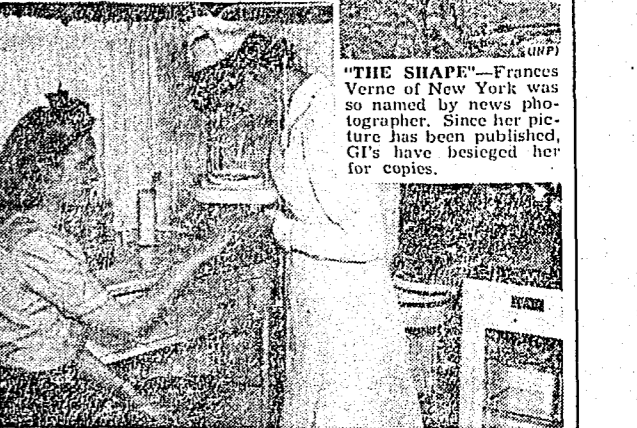 (INP)
"THE SHAPE"—Frances
Verne of New York was
so named by news pho-
tographer. Since her pic-
ture has been published,
GI's have besieged her
for copies.